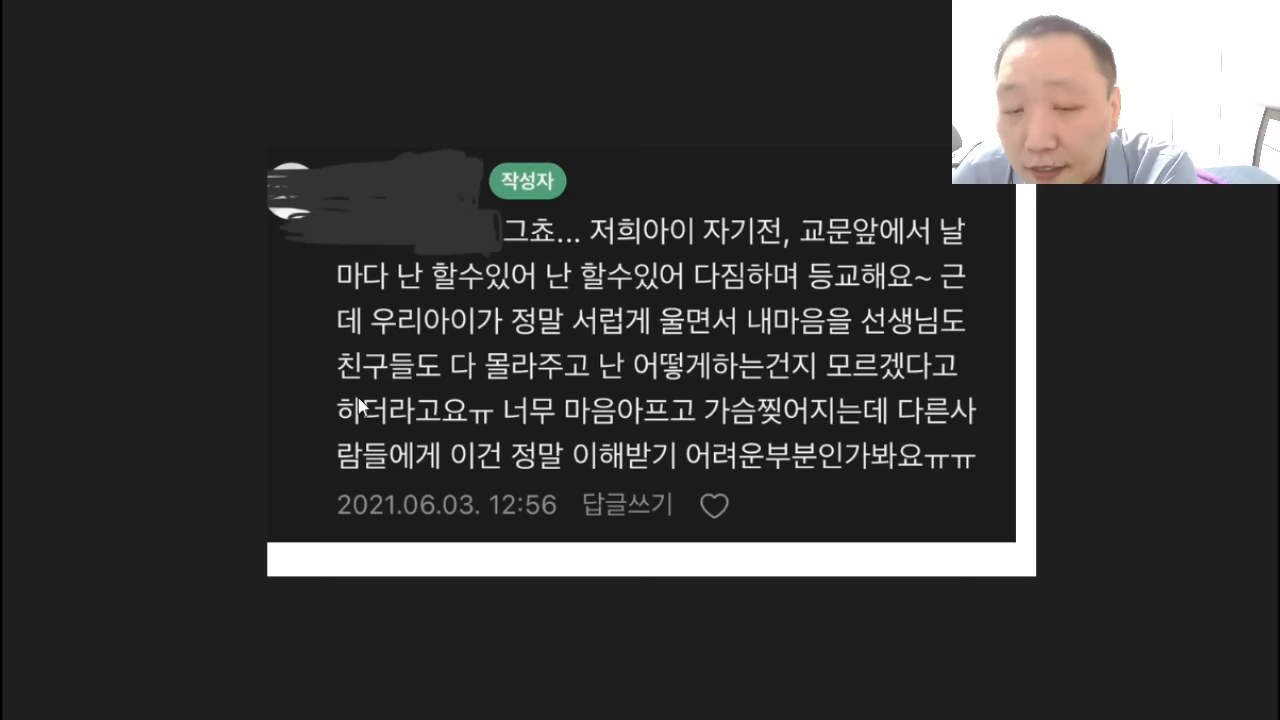 작성자
그쵸... 저희아이 자기전, 교문앞에서 날
마다 난 할수있어 난 할수있어 다짐하며 등교해요~ 근
데 우리아이가 정말 서럽게 울면서 내마음을 선생님도
친구들도 다 몰라주고 난 어떻게하는건지 모르겠다고
하더라고요ㅠ 너무 마음아프고 가슴찢어지는데 다른사
람들에게 이건 정말 이해받기 어려운부분인가봐요ㅠㅠ
2021.06.03. 12:56 답글쓰기